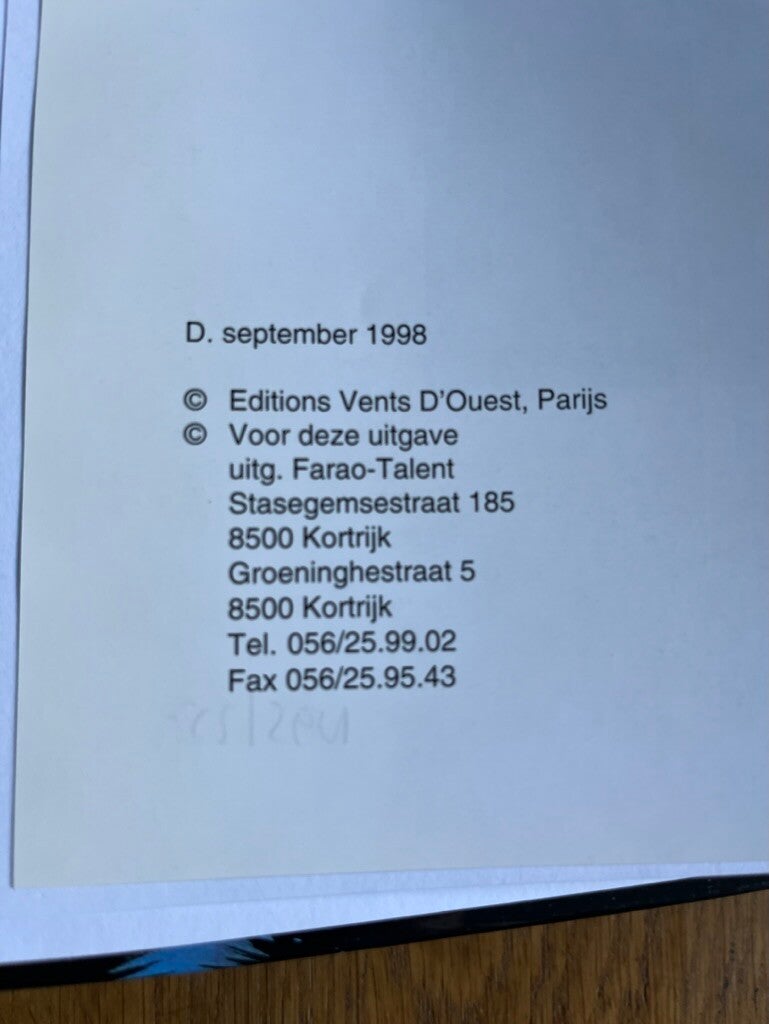 D. september 1998
© Editions Vents D'Ouest, Parijs
© Voor deze uitgave
uitg. Farao-Talent
Stasegemsestraat 185
8500 Kortrijk
Groeninghestraat 5
8500 Kortrijk
Tel. 056/25.99.02
Fax 056/25.95.43